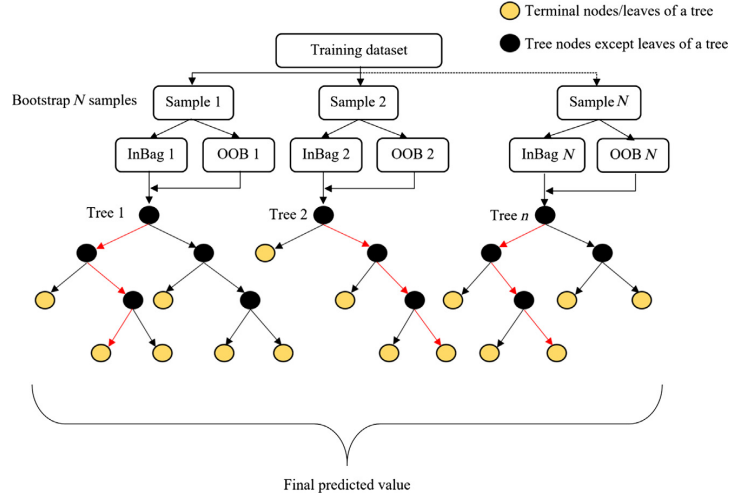 Terminal nodes/leaves of a tree
Tree nodes except leaves of a tree
Training dataset
Bootstrap N samples
Sample 1
Sample 2
Sample N
InBag 1
OOB 1
InBag 2
OOB 2
InBag N
OOB N
Tree 1
Tree 2
Tree n
Final predicted value